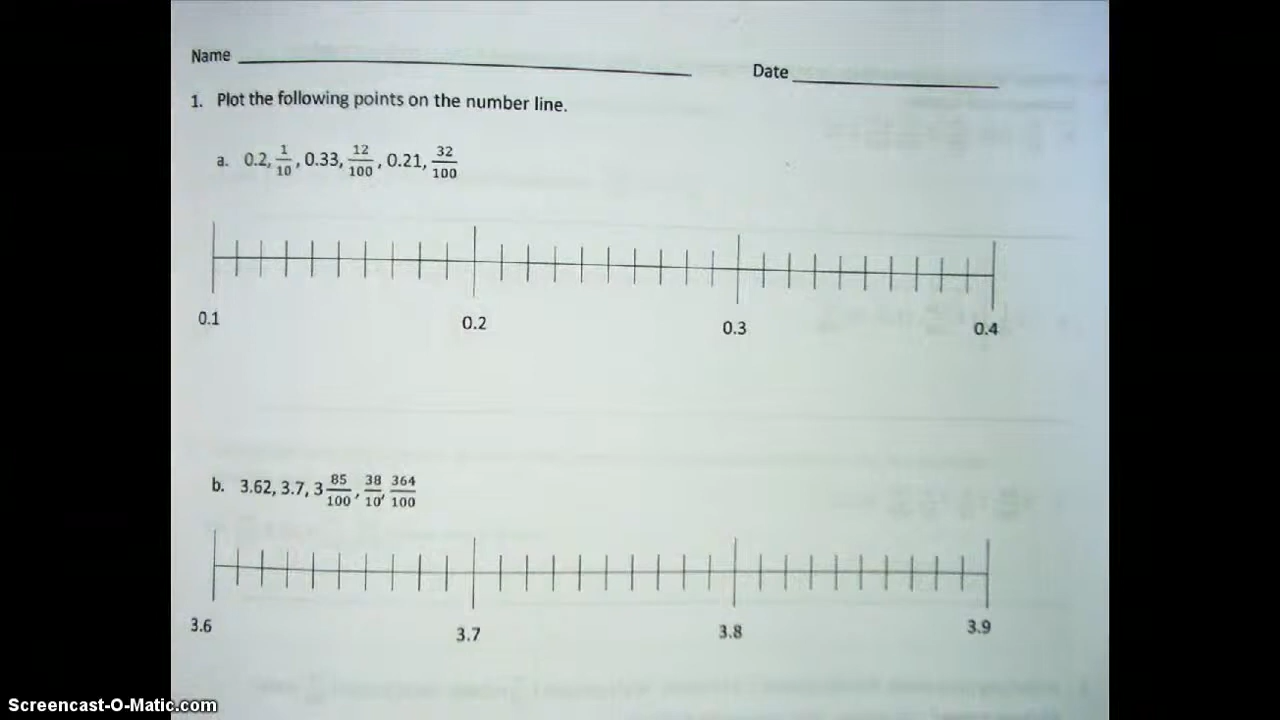 Name
Date
1. Plot the following points on the number line.
a. 0.2, 1/10, 0.33, 12/100, 0.21, 32/100
0.1 0.2 0.3 0.4
b. 3.62, 3.7, 3 85/100, 38/10, 364/100
3.6 3.7 3.8 3.9
Screencast-O-Matic.com